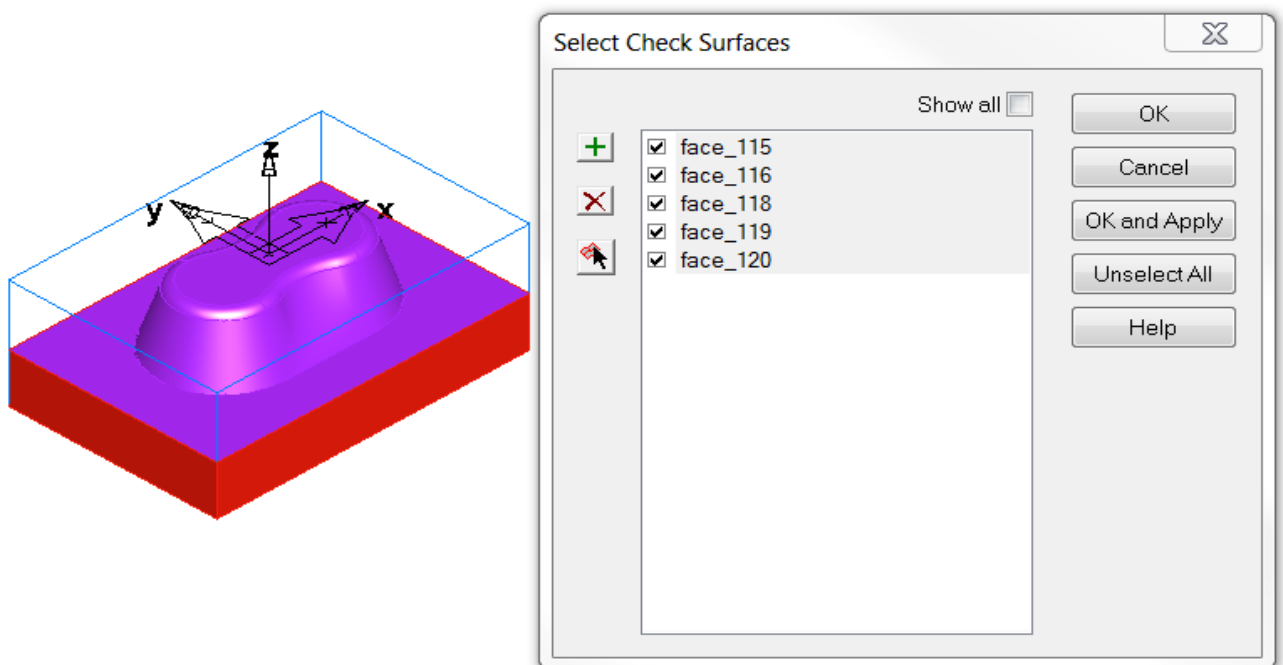 Select Check Surfaces
Show all
OK
face_115
face_116
Cancel
face_118
OK and Apply
face_119
face_120
Unselect All
Help
z
y
x